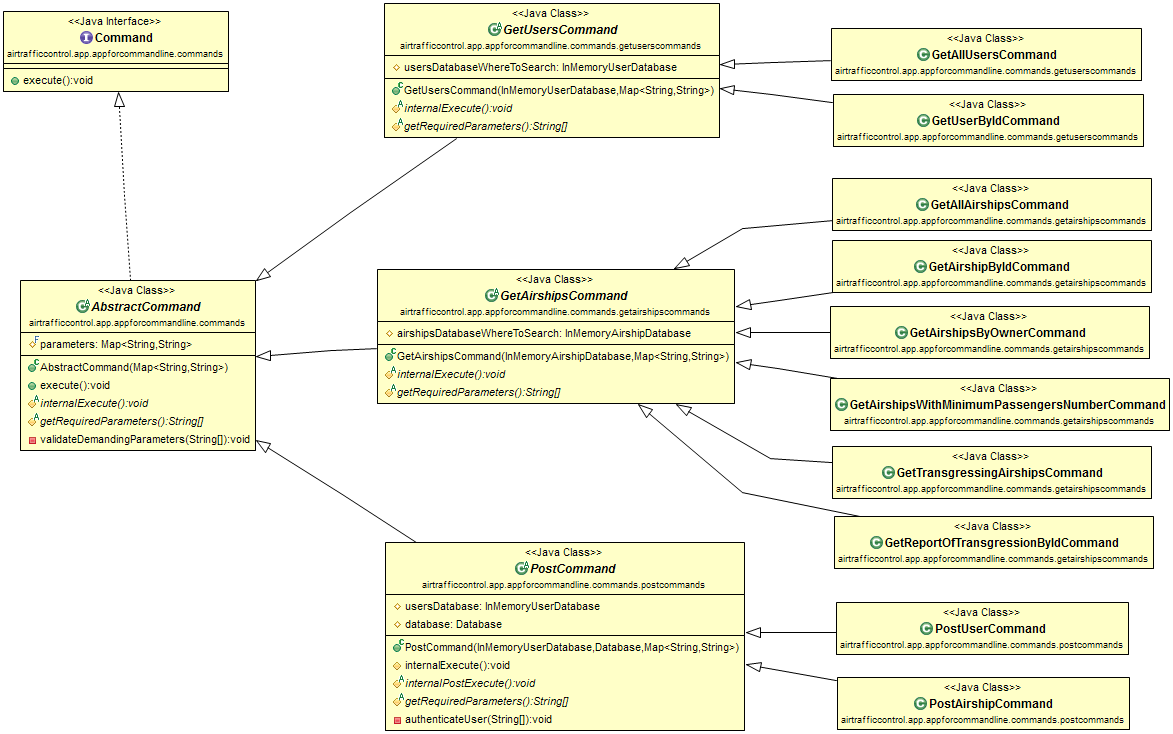 <<Java Interface>>
Command
airtrafficcontrol.app.appforcommandline.commands
execute():void
<<Java Class>>
AbstractCommand
airtrafficcontrol.app.appforcommandline.commands
parameters: Map<String,String>
AbstractCommand(Map<String,String>)
execute():void
internalExecute():void
getRequiredParameters():String[]
validateDemandingParameters(String[]):void
<<Java Class>>
GetUsersCommand
airtrafficcontrol.app.appforcommandline.commands.getuserscommands
usersDatabaseWhereToSearch: InMemoryUserDatabase
GetUsersCommand(InMemoryUserDatabase,Map<String,String>)
internalExecute():void
getRequiredParameters():String[]
<<Java Class>>
GetAirshipsCommand
airtrafficcontrol.app.appforcommandline.commands.getairshipscommands
airshipsDatabaseWhereToSearch: InMemoryAirshipDatabase
GetAirshipsCommand(InMemoryAirshipDatabase,Map<String,String>)
internalExecute():void
getRequiredParameters():String[]
<<Java Class>>
PostCommand
airtrafficcontrol.app.appforcommandline.commands.postcommands
usersDatabase: InMemoryUserDatabase
database: Database
PostCommand(InMemoryUserDatabase,Database,Map<String,String>)
internalExecute():void
internalPostExecute():void
getRequiredParameters():String[]
authenticateUser(String[]):void
<<Java Class>>
GetAllUsersCommand
airtrafficcontrol.app.appforcommandline.commands.getuserscommands
<<Java Class>>
GetUserByIdCommand
airtrafficcontrol.app.appforcommandline.commands.getuserscommands
<<Java Class>>
GetAllAirshipsCommand
airtrafficcontrol.app.appforcommandline.commands.getairshipscommands
<<Java Class>>
GetAirshipByIdCommand
airtrafficcontrol.app.appforcommandline.commands.getairshipscommands
<<Java Class>>
GetAirshipsByOwnerCommand
airtrafficcontrol.app.appforcommandline.commands.getairshipscommands
<<Java Class>>
GetAirshipsWithMinimumPassengersNumberCommand
airtrafficcontrol.app.appforcommandline.commands.getairshipscommands
<<Java Class>>
GetTransgressingAirshipsCommand
airtrafficcontrol.app.appforcommandline.commands.getairshipscommands
<<Java Class>>
GetReportOfTransgressionByIdCommand
airtrafficcontrol.app.appforcommandline.commands.getairshipscommands
<<Java Class>>
PostUserCommand
airtrafficcontrol.app.appforcommandline.commands.postcommands
<<Java Class>>
PostAirshipCommand
airtrafficcontrol.app.appforcommandline.commands.postcommands